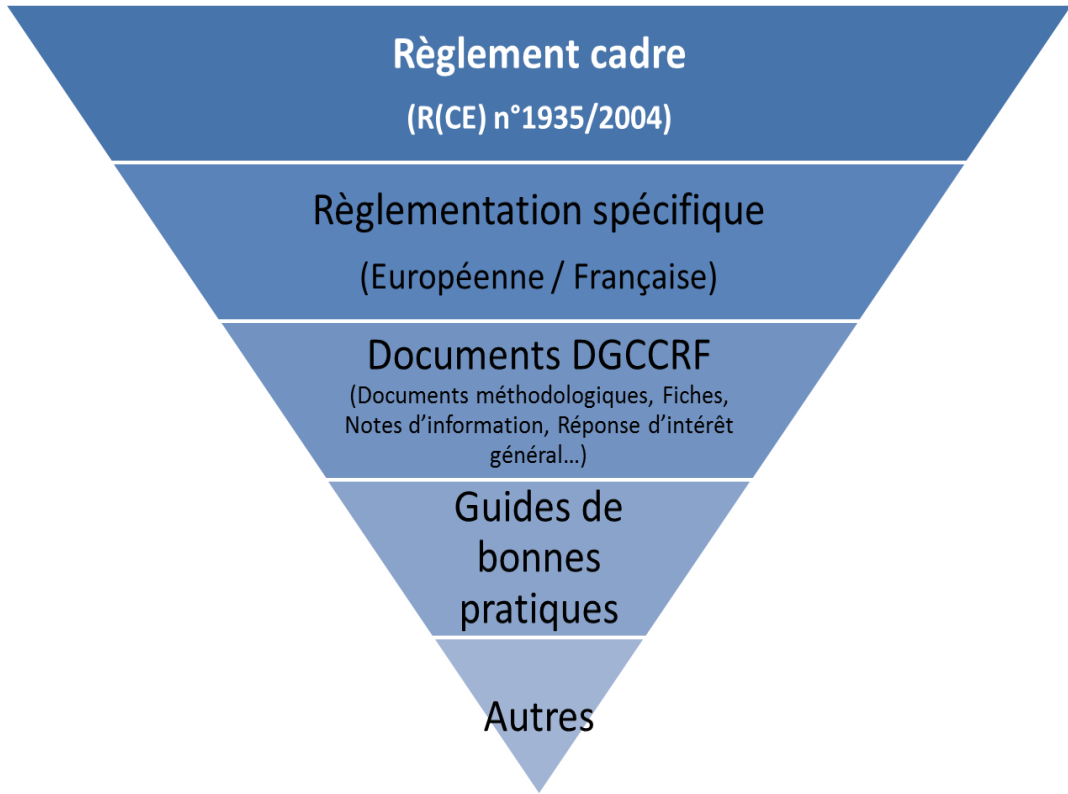 Règlement cadre
(R(CE) n°1935/2004)
Règlementation spécifique
(Européenne / Française)
Documents DGCCRF
(Documents méthodologiques, Fiches,
Notes d'information, Réponse d'intérêt
général...)
Guides de
bonnes
pratiques
Autres